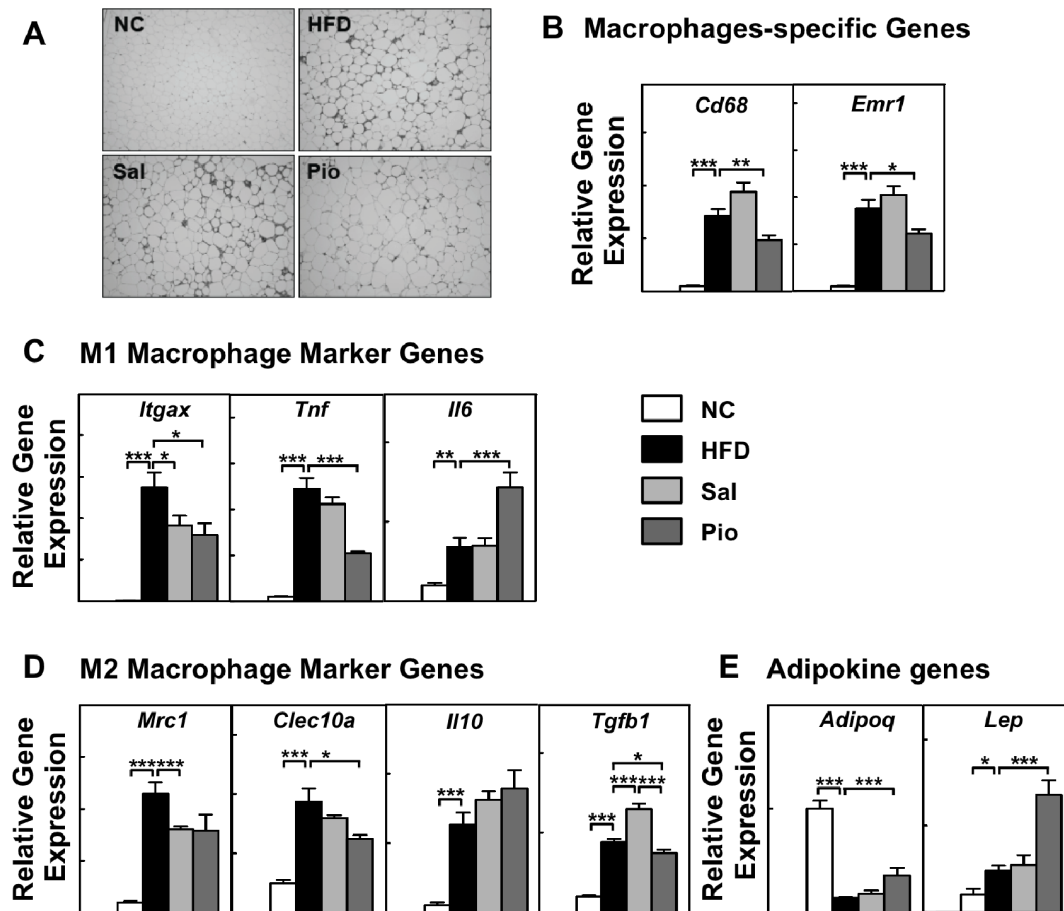 A
NC
HFD
Sal
Pio
B Macrophages-specific Genes
Relative Gene
Expression
Cd68
Emr1
*** **
*** *
C M1 Macrophage Marker Genes
Relative Gene
Expression
Itgax
Tnf
Il6
*
*** *
*** ***
** ***
NC
HFD
Sal
Pio
D M2 Macrophage Marker Genes
Relative Gene
Expression
Mrc1
Clec10a
Il10
Tgfb1
******
*** *
***
*
******
***
E Adipokine genes
Relative Gene
Expression
Adipoq
Lep
*** ***
* ***